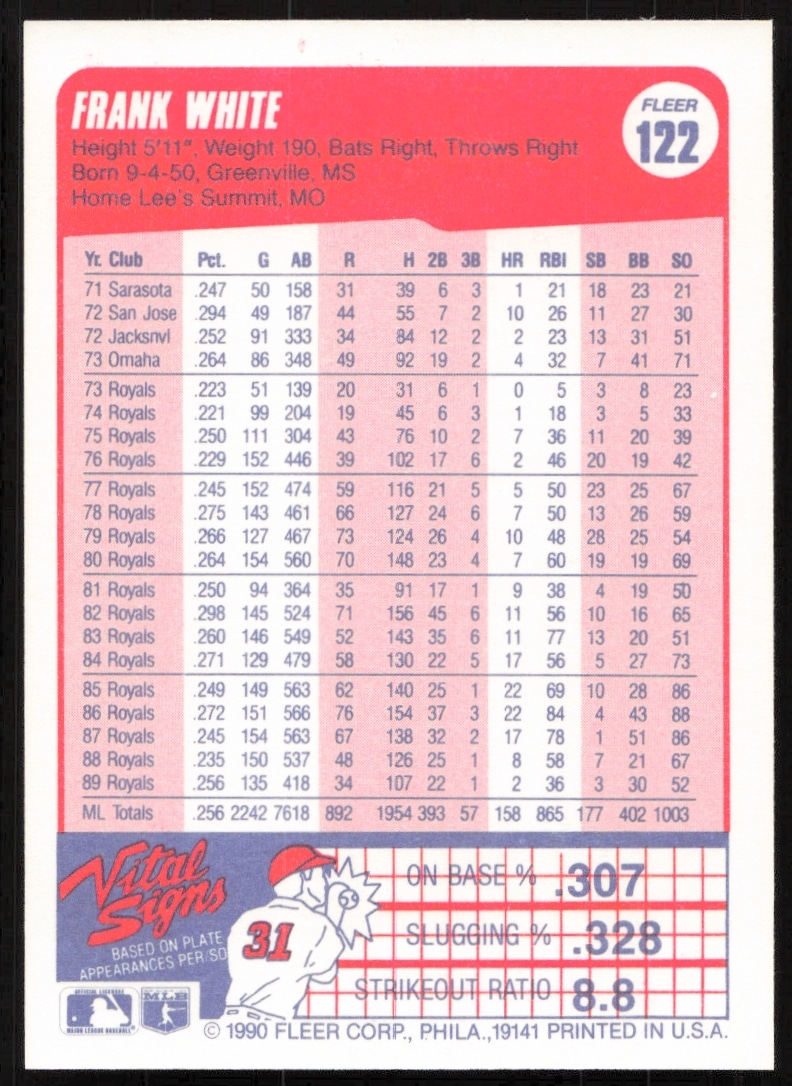 FRANK WHITE
FLEER
122
Height 5'11", Weight 190, Bats Right, Throws Right
Born 9-4-50, Greenville, MS
Home Lee's Summit, MO
Yr. Club Pct. G AB R H 2B 3B HR RBI SB BB SO
71 Sarasota .247 50 158 31 39 6 3 1 21 18 23 21
72 San Jose .294 49 187 44 55 7 2 10 26 11 27 30
72 Jacksnvl .252 91 333 34 84 12 2 2 23 13 31 51
73 Omaha .264 86 348 49 92 19 2 4 32 7 41 71
73 Royals .223 51 139 20 31 6 1 0 5 3 8 23
74 Royals .221 99 204 19 45 6 3 1 18 3 5 33
75 Royals .250 111 304 43 76 10 2 7 36 11 20 39
76 Royals .229 152 446 39 102 17 6 2 46 20 19 42
77 Royals .245 152 474 59 116 21 5 5 50 23 25 67
78 Royals .275 143 461 66 127 24 6 7 50 13 26 59
79 Royals .266 127 467 73 124 26 4 10 48 28 25 54
80 Royals .264 154 560 70 148 23 4 7 60 19 19 69
81 Royals .250 94 364 35 91 17 1 9 38 4 19 50
82 Royals .298 145 524 71 156 45 6 11 56 10 16 65
83 Royals .260 146 549 52 143 35 6 11 77 13 20 51
84 Royals .271 129 479 58 130 22 5 17 56 5 27 73
85 Royals .249 149 563 62 140 25 1 22 69 10 28 86
86 Royals .272 151 566 76 154 37 3 22 84 4 43 88
87 Royals .245 154 563 67 138 32 2 17 78 1 51 86
88 Royals .235 150 537 48 126 25 1 8 58 7 21 67
89 Royals .256 135 418 34 107 22 1 2 36 3 30 52
ML Totals .256 2242 7618 892 1954 393 57 158 865 177 402 1003
Vital
Signs
BASED ON PLATE
APPEARANCES PER/SO
31
ON BASE % .307
SLUGGING % .328
STRIKEOUT RATIO 8.8
OFFICIAL LICENSEE
MAJOR LEAGUE BASEBALL
MLB
© 1990 FLEER CORP., PHILA.,19141 PRINTED IN U.S.A.